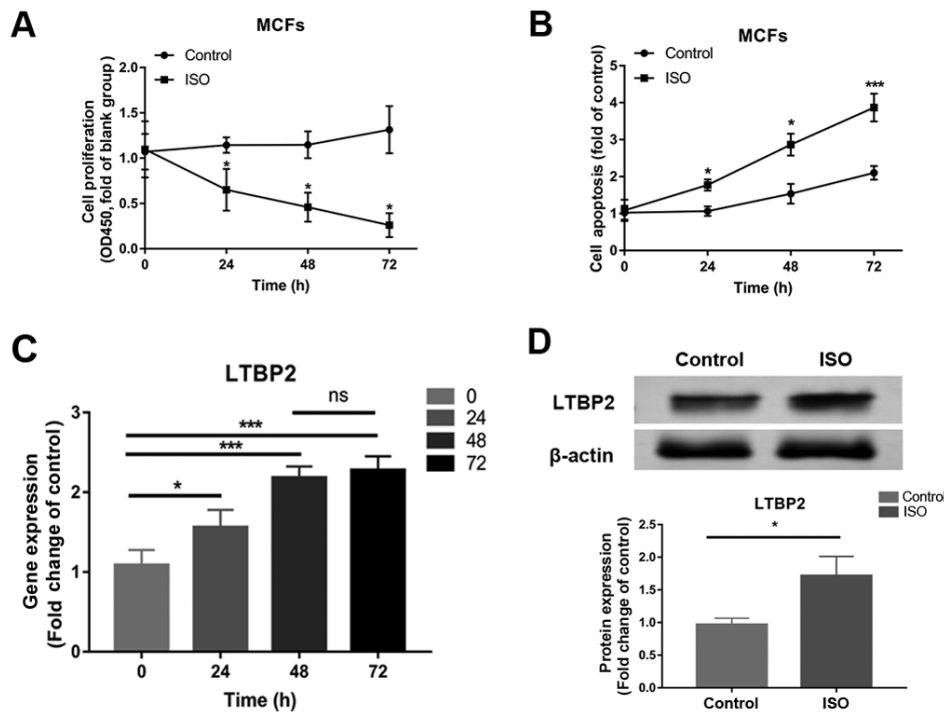 A
MCFs
Control
ISO
Cell proliferation
(OD450, fold of blank group)
2.0
1.5
1.0
0.5
0.0
*
*
*
0
24
48
72
Time (h)
B
MCFs
Control
ISO
Cell apoptosis (fold of control)
5
4
3
2
1
0
*
*
***
0
24
48
72
Time (h)
C
LTBP2
0
24
48
72
Gene expression
(Fold change of control)
3
2
1
0
ns
***
***
*
0
24
48
72
Time (h)
D
Control
ISO
LTBP2
β-actin
LTBP2
Control
ISO
Protein expression
(Fold change of control)
2.5
2.0
1.5
1.0
0.5
0.0
*
Control
ISO